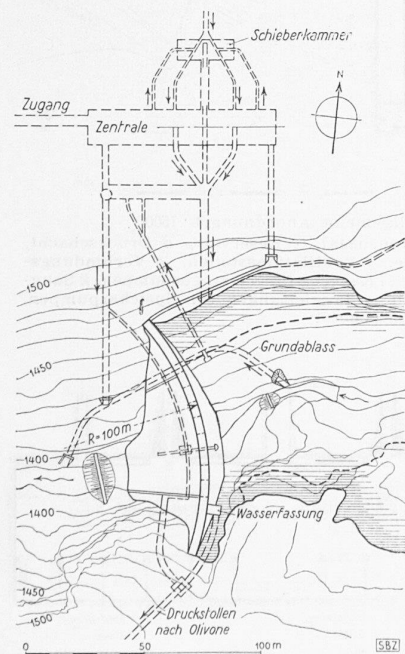 Schieberkammer
N
Zugang
Zentrale
1500
1450
Grundablass
R=100m
1400
1400
Wasserfassung
1450
1500
Druckstollen
nach Olivone
0 50 100 m
SBZ